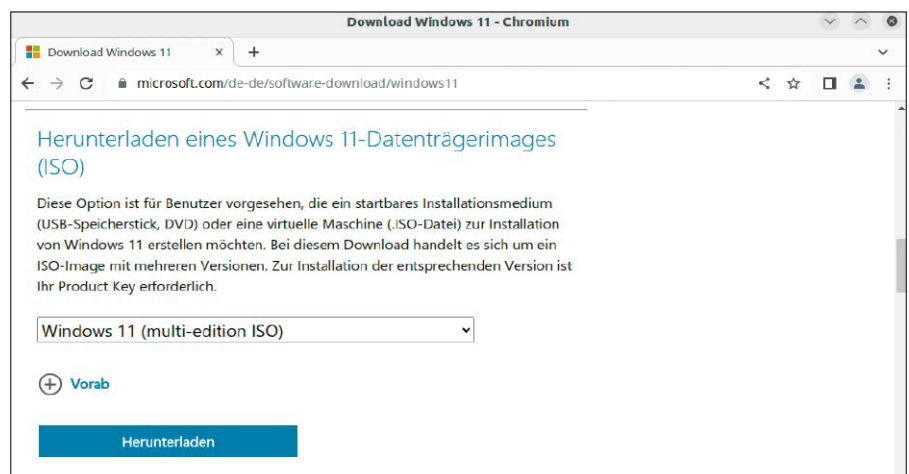 Download Windows 11 - Chromium
Download Windows 11
microsoft.com/de-de/software-download/windows11
Herunterladen eines Windows 11-Datenträgerimages
(ISO)
Diese Option ist für Benutzer vorgesehen, die ein startbares Installationsmedium
(USB-Speicherstick, DVD) oder eine virtuelle Maschine (.ISO-Datei) zur Installation
von Windows 11 erstellen möchten. Bei diesem Download handelt es sich um ein
ISO-Image mit mehreren Versionen. Zur Installation der entsprechenden Version ist
Ihr Product Key erforderlich.
Windows 11 (multi-edition ISO)
Vorab
Herunterladen